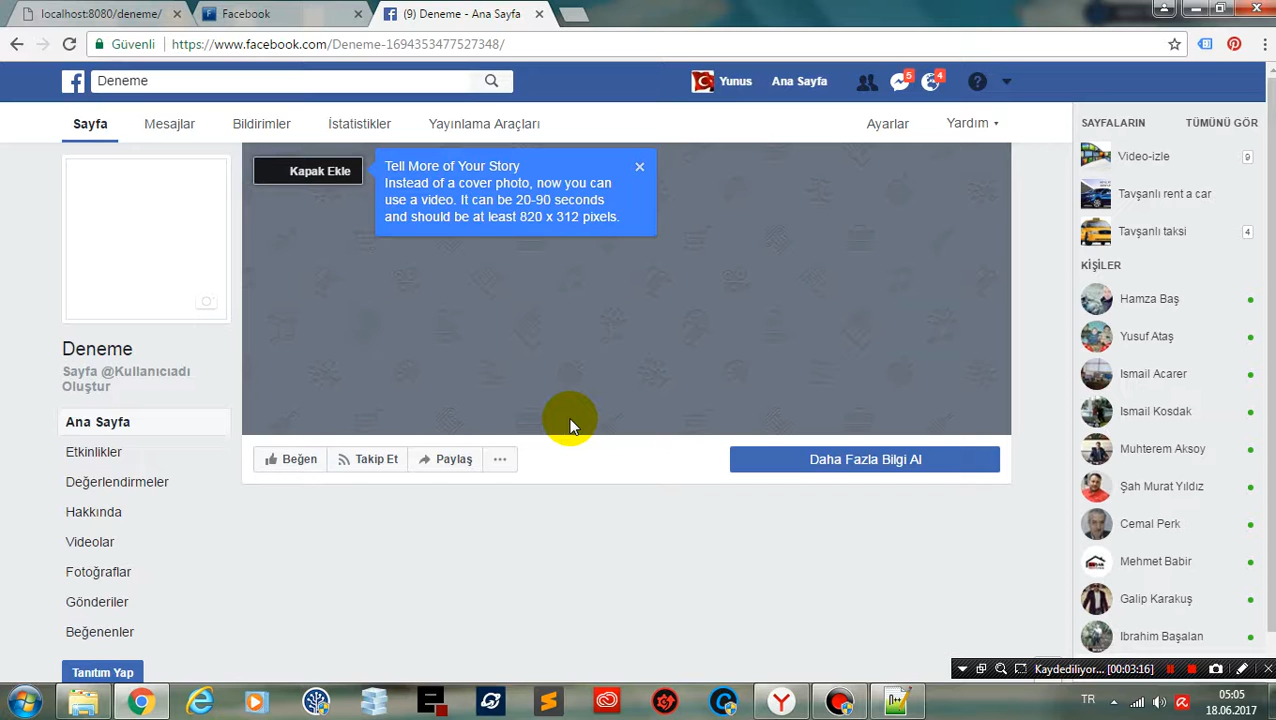 localhost:8080/deneme/
Facebook
(9) Deneme - Ana Sayfa
Güvenli
https://www.facebook.com/Deneme-1694353477527348/
Deneme
Yunus
Ana Sayfa
5
4
Sayfa
Mesajlar
Bildirimler
İstatistikler
Yayınlama Araçları
Ayarlar
Yardım
Kapak Ekle
Tell More of Your Story
Instead of a cover photo, now you can
use a video. It can be 20-90 seconds
and should be at least 820 x 312 pixels.
Deneme
Sayfa @Kullanıcıadı
Oluştur
Ana Sayfa
Etkinlikler
Değerlendirmeler
Hakkında
Videolar
Fotoğraflar
Gönderiler
Beğenenler
Tanıtım Yap
Beğen
Takip Et
Paylaş
Daha Fazla Bilgi Al
SAYFALARIN
TÜMÜNÜ GÖR
Video-izle
9
Tavşanlı rent a car
Tavşanlı taksi
4
KİŞİLER
Hamza Baş
Yusuf Ataş
Ismail Acarer
Ismail Kosdak
Muhterem Aksoy
Şah Murat Yıldız
Cemal Perk
Mehmet Babir
Galip Karakuş
Ibrahim Başalan
Kaydediliyor... [00:03:16]
TR
05:05
18.06.2017